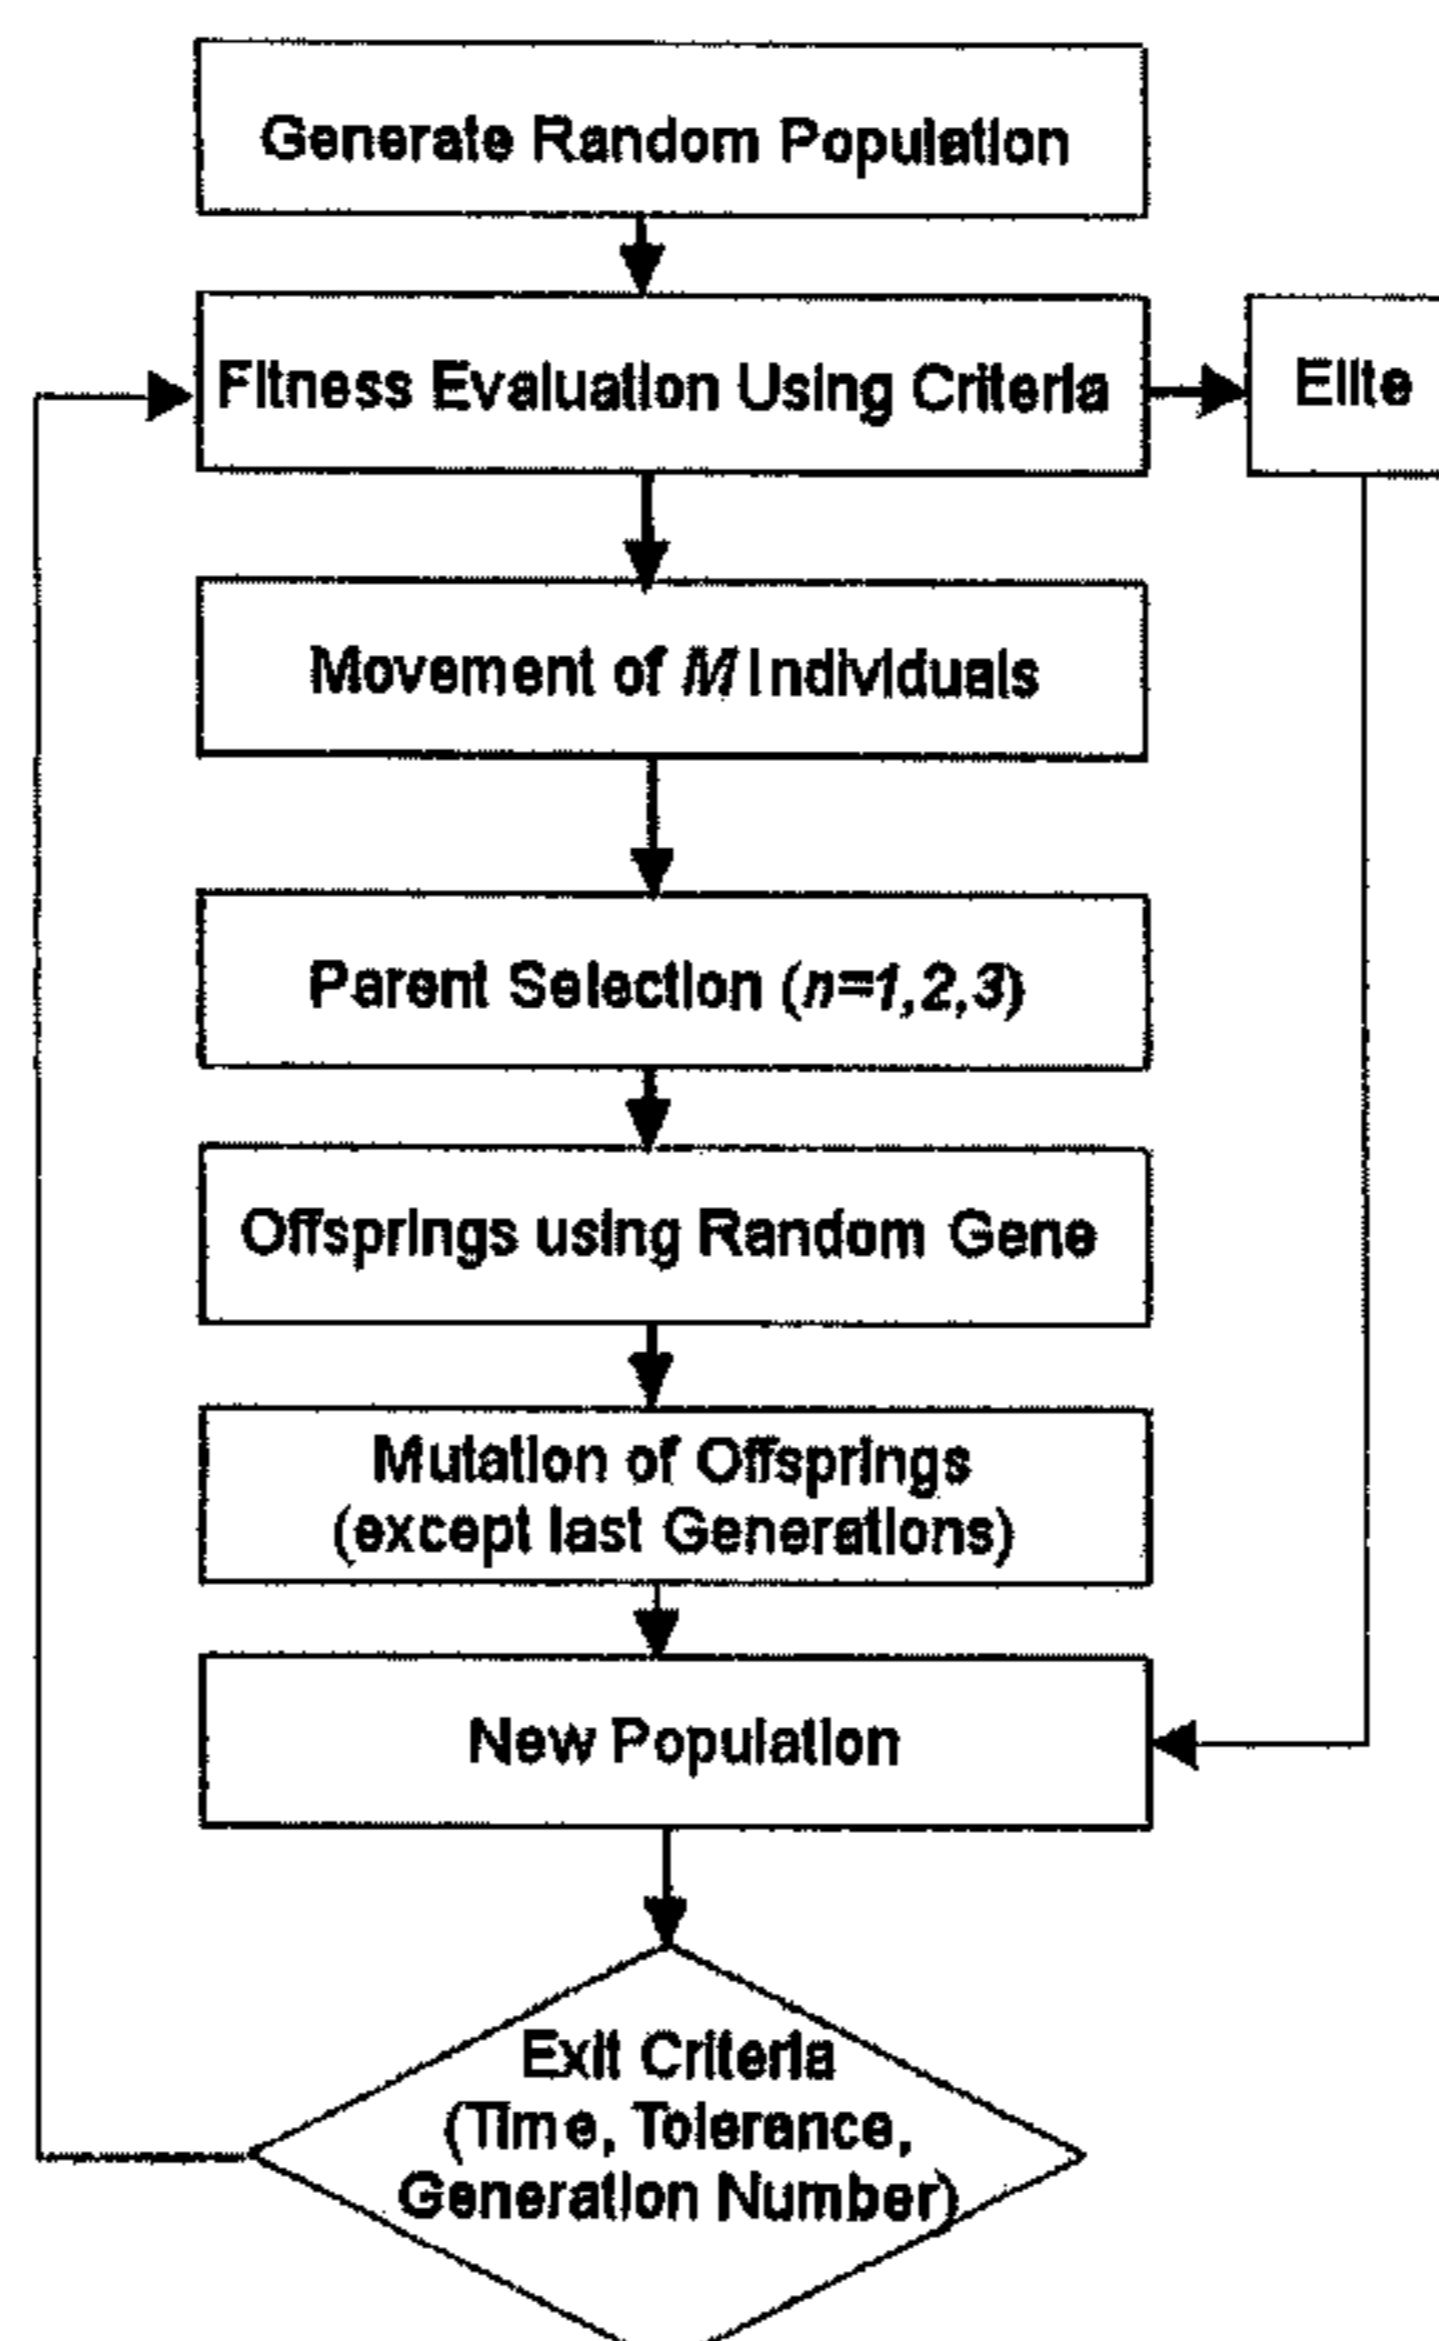 Generate Random Population
Fitness Evaluation Using Criteria
Elite
Movement of M Individuals
Parent Selection (n=1,2,3)
Offsprings using Random Gene
Mutation of Offsprings
(except last Generations)
New Population
Exit Criteria
(Time, Tolerance,
Generation Number)